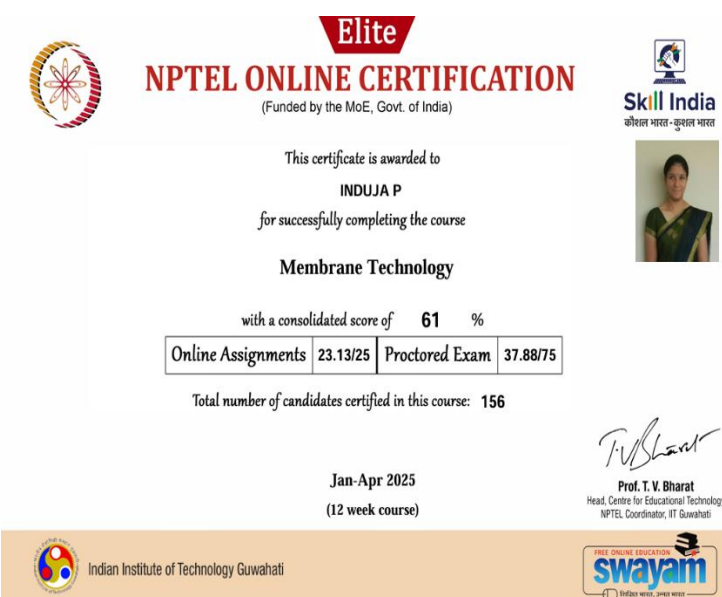 Elite
NPTEL ONLINE CERTIFICATION
(Funded by the MoE, Govt. of India)
Skill India
कौशल भारत - कुशल भारत
This certificate is awarded to
INDUJA P
for successfully completing the course
Membrane Technology
with a consolidated score of 61 %
Online Assignments 23.13/25 Proctored Exam 37.88/75
Total number of candidates certified in this course: 156
Jan-Apr 2025
(12 week course)
Prof. T. V. Bharat
Head, Centre for Educational Technology
NPTEL Coordinator, IIT Guwahati
Indian Institute of Technology Guwahati
FREE ONLINE EDUCATION
swayam
शिक्षित भारत, उन्नत भारत